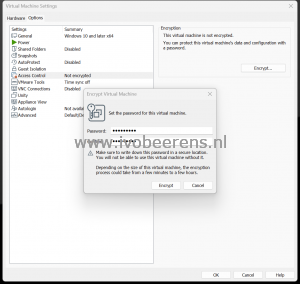 Virtual Machine Settings
Hardware Options
Settings Summary
General Windows 10 and later x64
Power
Shared Folders Disabled
Snapshots
AutoProtect Disabled
Guest Isolation
Access Control Not encrypted
VMware Tools Time sync off
VNC Connections Disabled
Unity
Appliance View
Autologin
Advanced Default/Default
Encryption
This virtual machine is not encrypted.
You can protect this virtual machine's data and configuration with
a password.
Encrypt...
Encrypt Virtual Machine
Set the password for this virtual machine.
Password:
www.ivobeerens.nl
Make sure to write down this password in a secure location.
You will not be able to use this virtual machine without it.
Depending on the size of this virtual machine, the encryption
process could take from a few minutes to a few hours.
Encrypt Cancel
OK Cancel Help